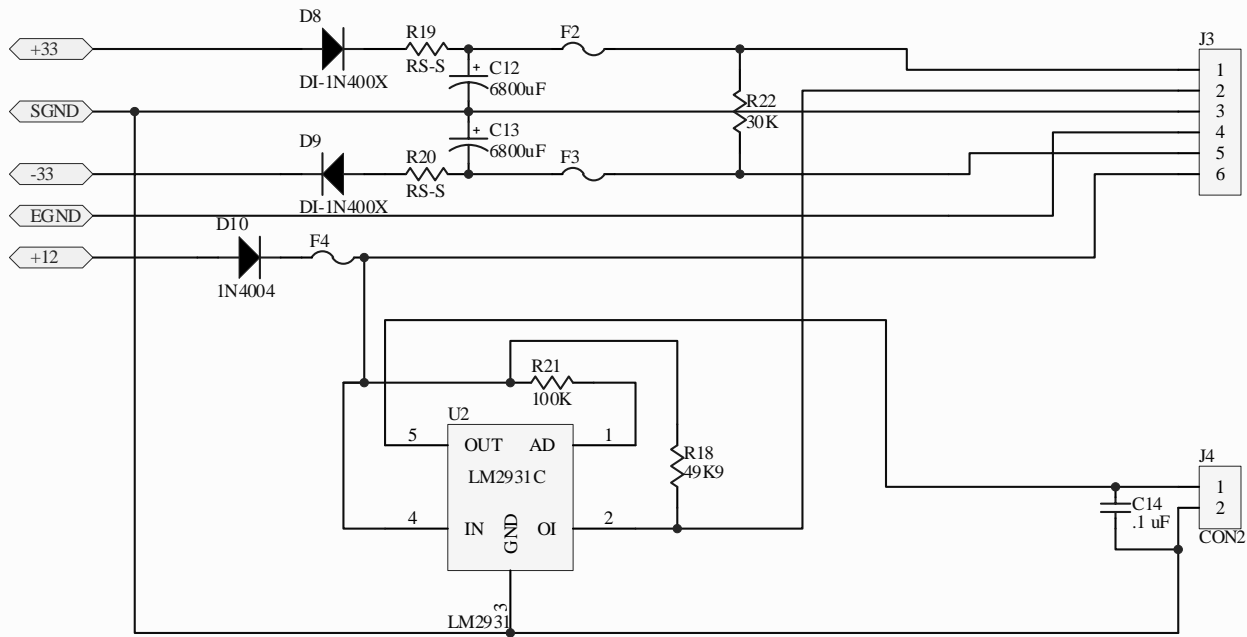 D8
+33
DI-1N400X
R19
RS-S
C12
6800uF
F2
R22
30K
J3
1
2
3
4
5
6
SGND
C13
6800uF
D9
-33
DI-1N400X
R20
RS-S
F3
EGND
D10
+12
1N4004
F4
R21
100K
U2
5
OUT
AD
1
LM2931C
4
IN
GND
OI
2
3
LM2931
R18
49K9
J4
1
2
CON2
C14
.1 uF
+
+